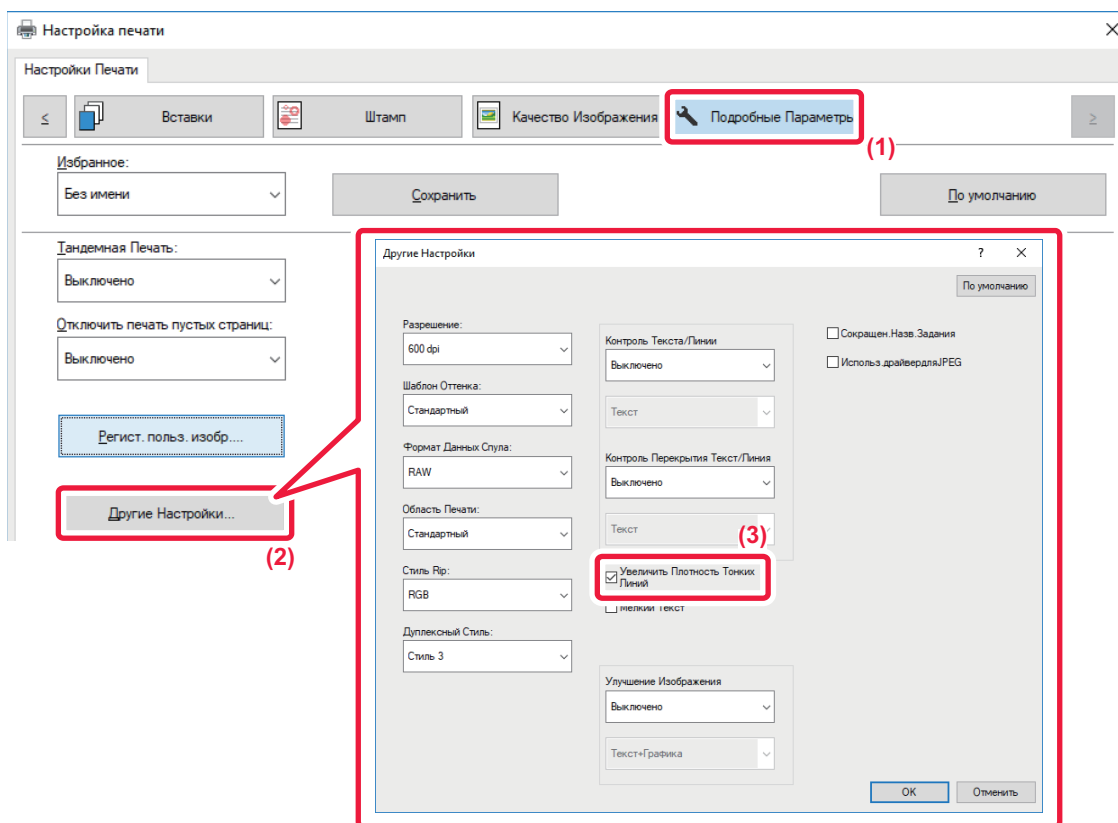 Настройка печати
Настройки Печати
<
Вставки
Штамп
Качество Изображения
Подробные Параметры
>
(1)
Избранное:
Без имени
Сохранить
По умолчанию
Тандемная Печать:
Выключено
Отключить печать пустых страниц:
Выключено
Регист. польз. изобр....
Другие Настройки...
(2)
Другие Настройки
?
По умолчанию
Разрешение:
600 dpi
Шаблон Оттенка:
Стандартный
Формат Данных Спула:
RAW
Область Печати:
Стандартный
Стиль Rip:
RGB
Дуплексный Стиль:
Стиль 3
Контроль Текста/Линии
Выключено
Текст
Контроль Перекрытия Текст/Линия
Выключено
Текст
(3)
Увеличить Плотность Тонких
Линий
Мелкий Текст
Улучшение Изображения
Выключено
Текст+Графика
Сокращен.Назв.Задания
Использ.драйвердляJPEG
OK
Отменить